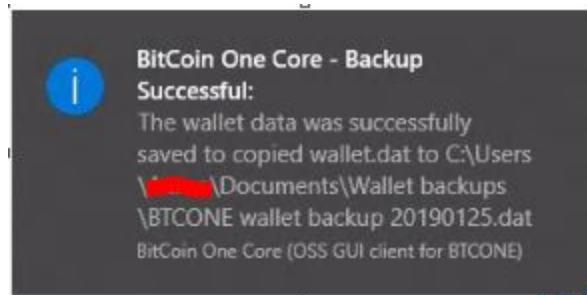 BitCoin One Core - Backup
Successful:
The wallet data was successfully
saved to copied wallet.dat to C:\Users
\ \Documents\Wallet backups
\BTCONE wallet backup 20190125.dat
BitCoin One Core (OSS GUI client for BTCONE)